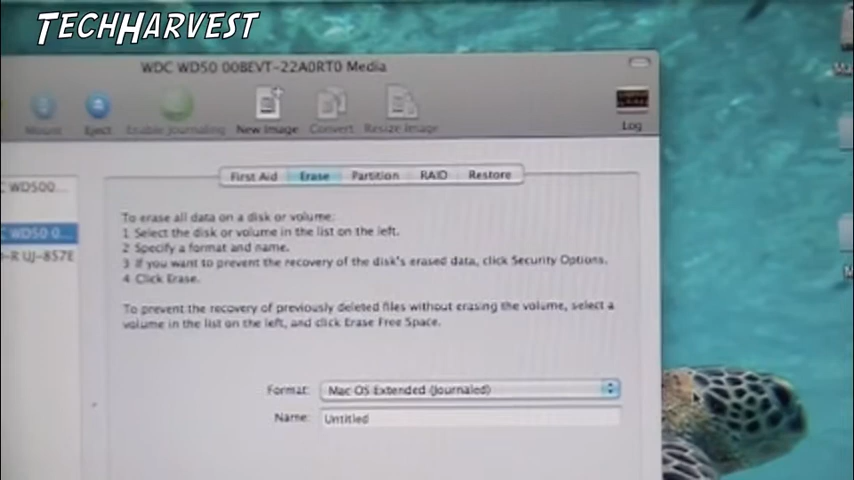 TechHarvest
WDC WD50 00BEVT-22A0RT0 Media
Mount Eject Enable Journaling New Image Convert Resize Image Log
First Aid Erase Partition RAID Restore
C WD500...
C WD50 0...
D-R UJ-857E
To erase all data on a disk or volume:
1 Select the disk or volume in the list on the left.
2 Specify a format and name.
3 If you want to prevent the recovery of the disk's erased data, click Security Options.
4 Click Erase.
To prevent the recovery of previously deleted files without erasing the volume, select a
volume in the list on the left, and click Erase Free Space.
Format: Mac OS Extended (Journaled)
Name: Untitled